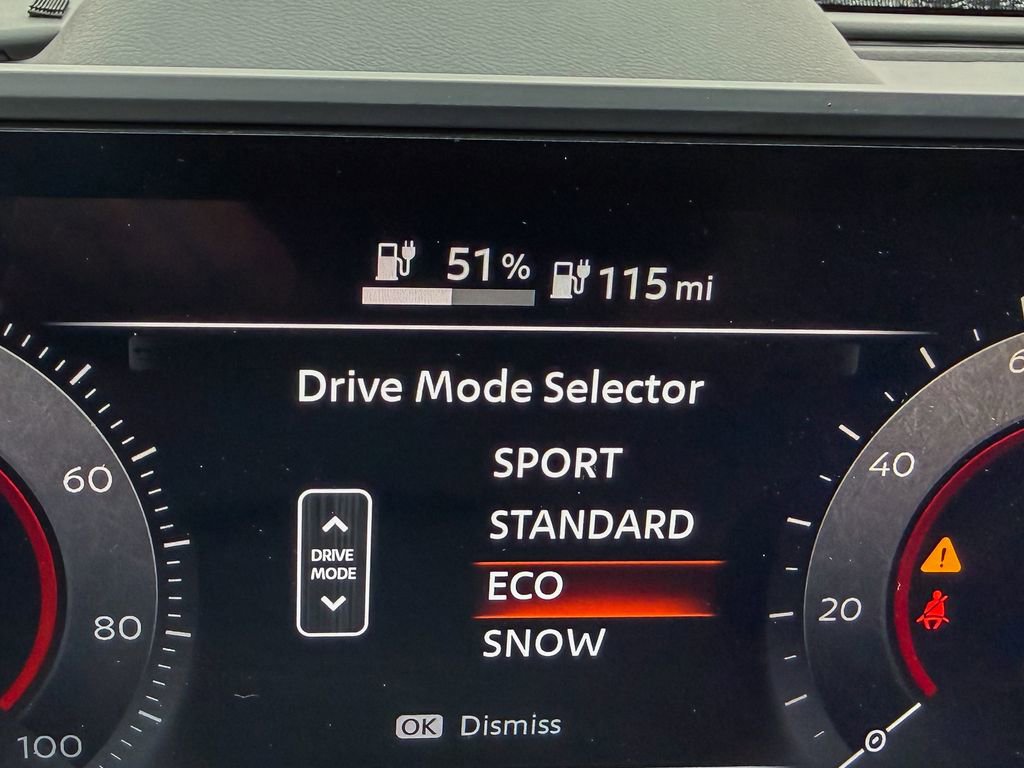 51%
115 mi
Drive Mode Selector
SPORT
STANDARD
ECO
SNOW
DRIVE
MODE
OK Dismiss
60
80
100
40
20
0